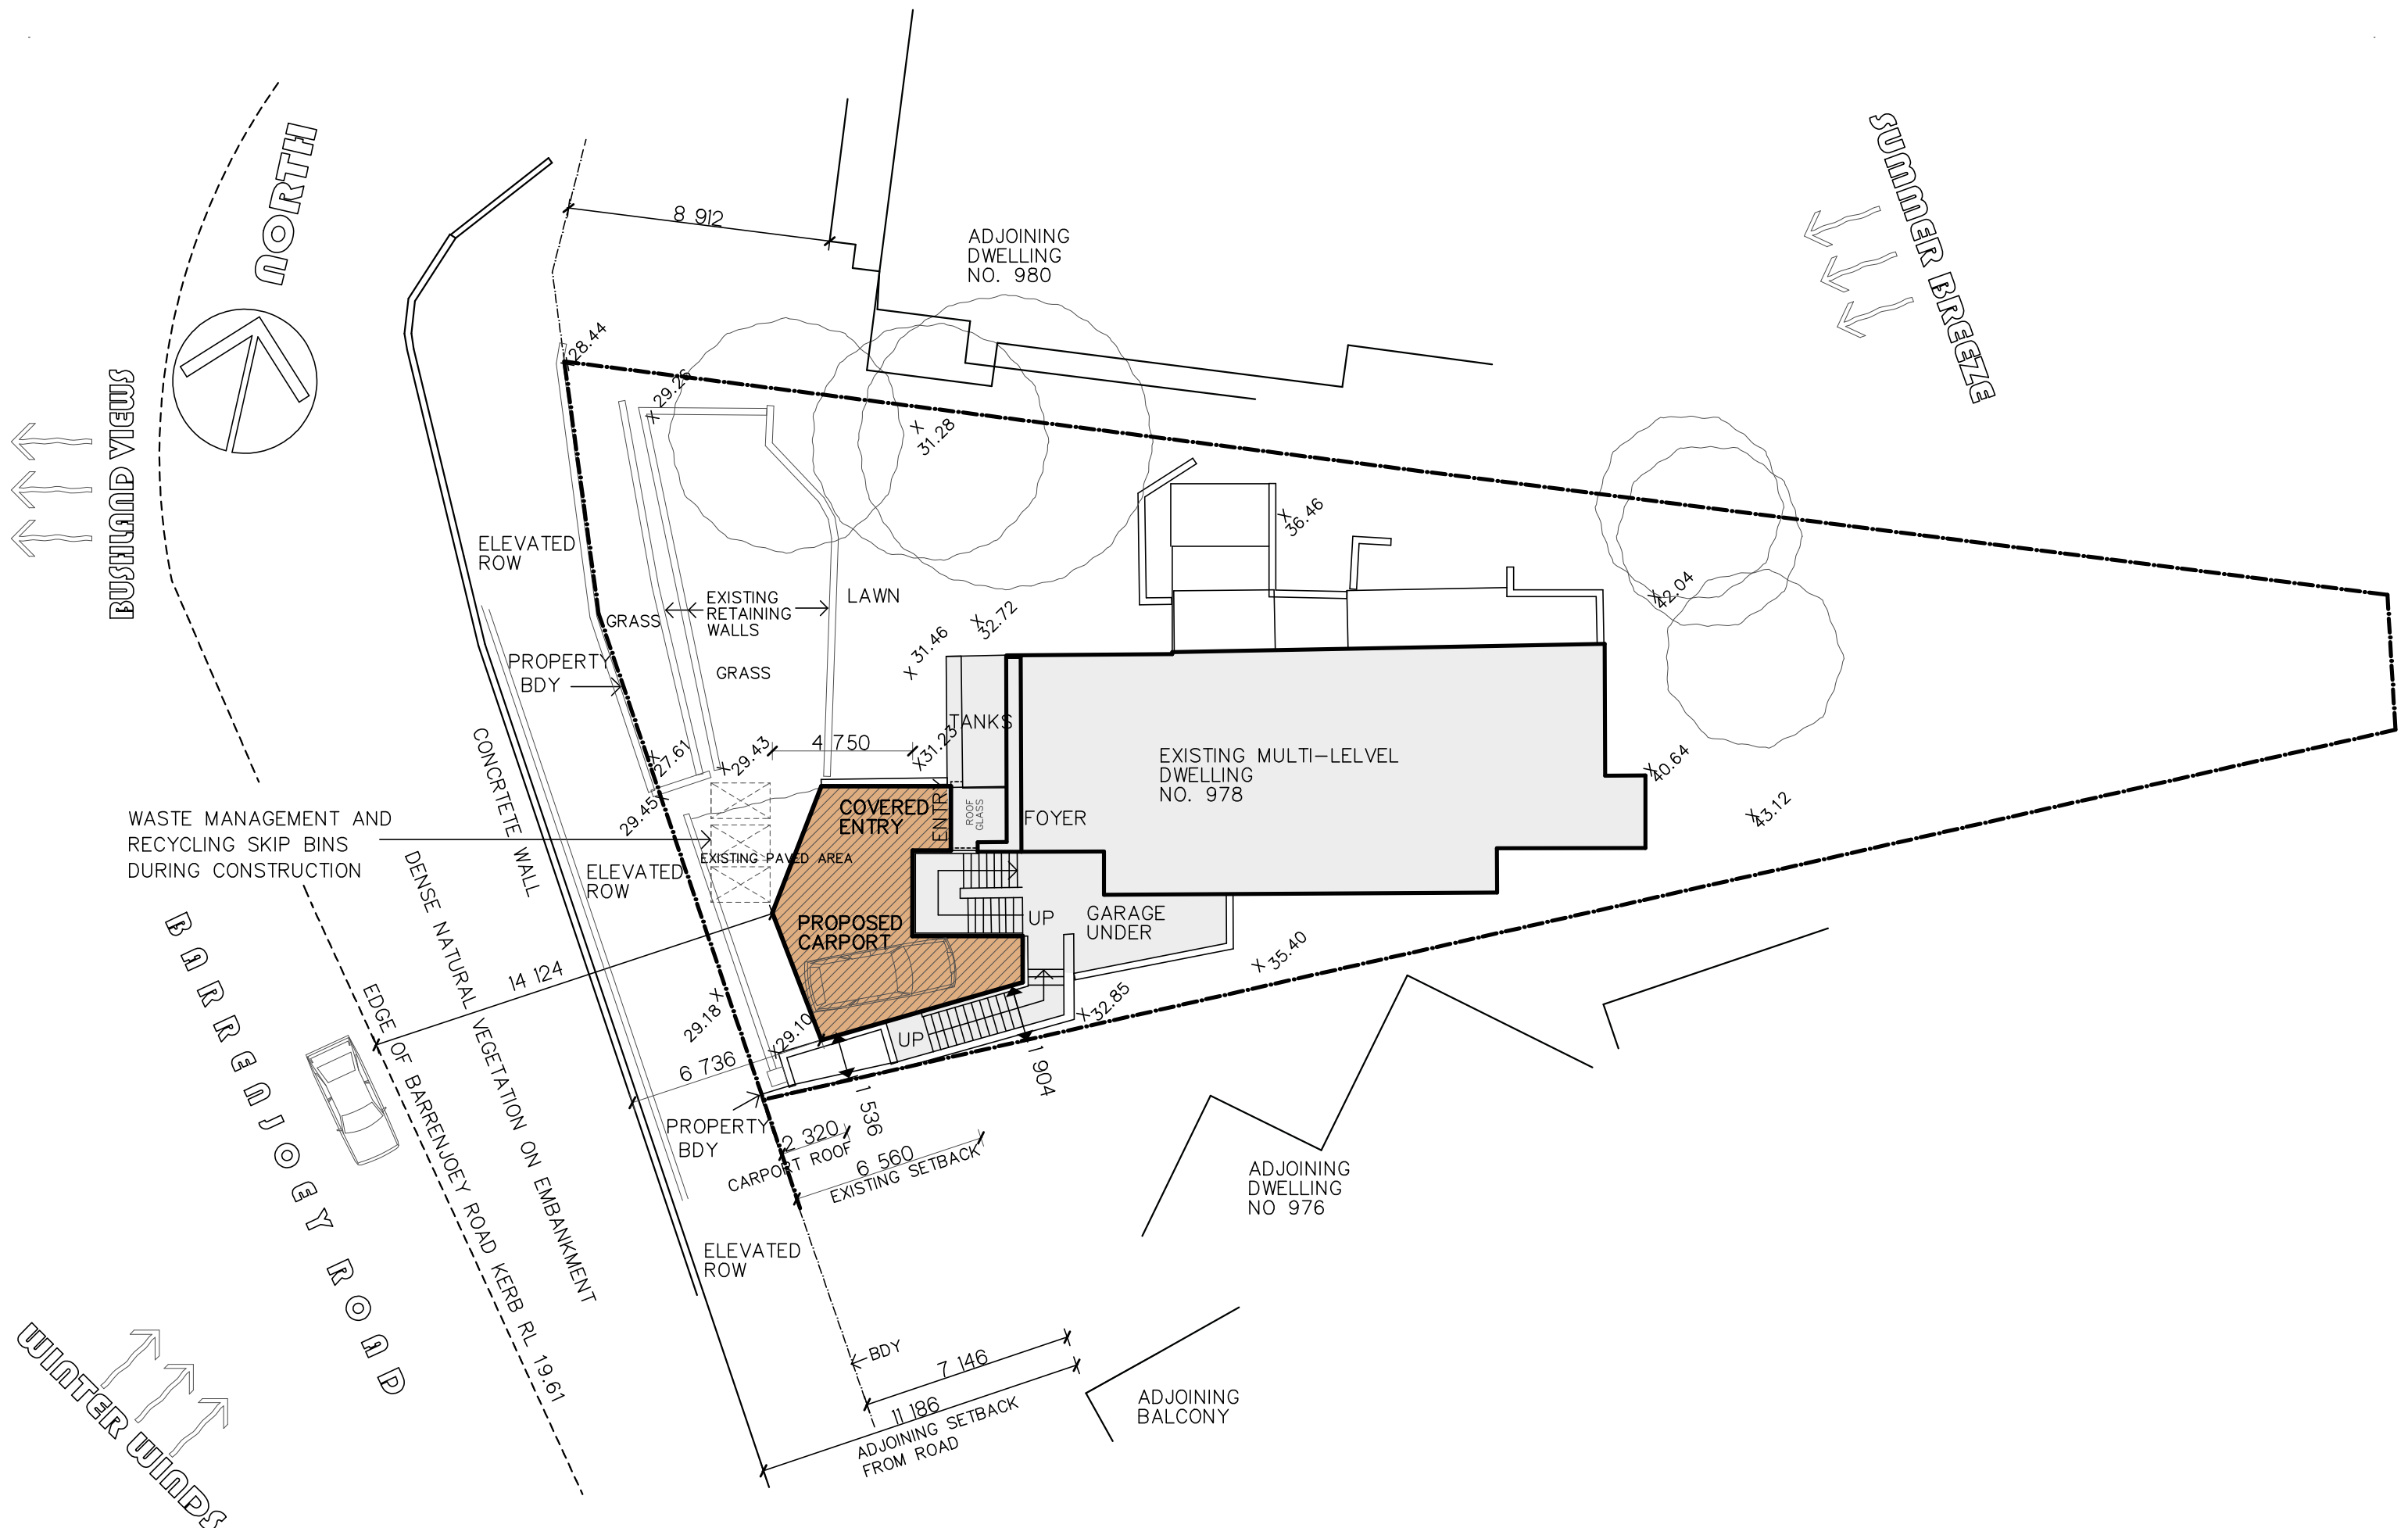 NORTH
SUMMER BREEZE
8 912
ADJOINING
DWELLING
NO. 980
28.44
29.26
31.28
BUSHLAND VIEWS
36.46
ELEVATED
ROW
EXISTING
RETAINING
WALLS
LAWN
GRASS
32.72
42.04
31.46
PROPERTY
BDY
GRASS
TANKS
CONCRTETE WALL
27.61
29.43
4 750
31.23
EXISTING MULTI-LELVEL
DWELLING
NO. 978
40.64
43.12
29.45
WASTE MANAGEMENT AND
RECYCLING SKIP BINS
DURING CONSTRUCTION
COVERED
ENTRY
ENTRY
ROOF
GLASS
FOYER
EXISTING PAVED AREA
ELEVATED
ROW
DENSE NATURAL VEGETATION ON EMBANKMENT
PROPOSED
CARPORT
UP
GARAGE
UNDER
35.40
14 124
BARRENJOEY ROAD
EDGE OF BARRENJOEY ROAD KERB RL 19.61
29.18
29.10
32.85
UP
6 736
1 904
1 536
PROPERTY
BDY
2 320
CARPORT ROOF
6 560
EXISTING SETBACK
ADJOINING
DWELLING
NO 976
ELEVATED
ROW
BDY
7 146
11 186
ADJOINING SETBACK
FROM ROAD
ADJOINING
BALCONY
WINTER WINDS